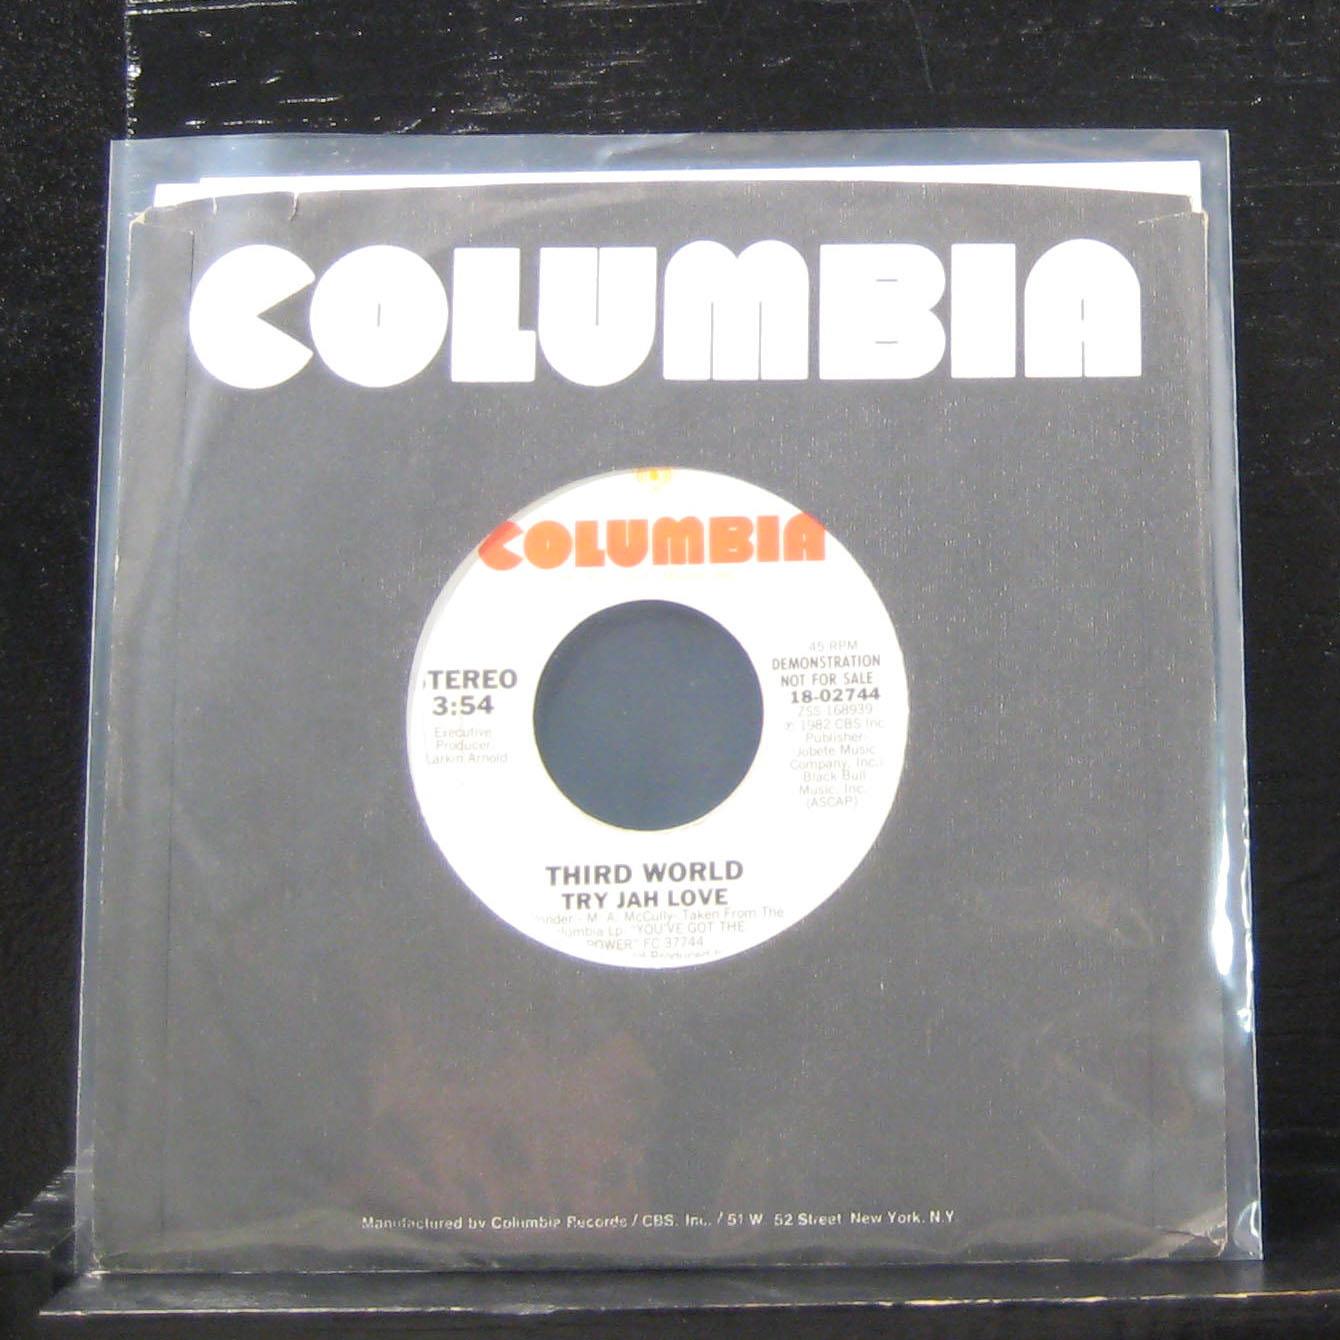 COLUMBIA
COLUMBIA
TEREO
3:54
Executive
Producer:
Larkin Arnold
45 RPM
DEMONSTRATION
NOT FOR SALE
18-02744
ZSS 168939
℗ 1982 CBS Inc.
Publisher:
Jobete Music
Company, Inc./
Black Bull
Music, Inc.
(ASCAP)
THIRD WORLD
TRY JAH LOVE
onder - M. A. McCully- Taken From The
lumbia Lp: "YOU'VE GOT THE
POWER" FC 37744
Manufactured by Columbia Records / CBS, Inc. / 51 W. 52 Street, New York, N.Y.